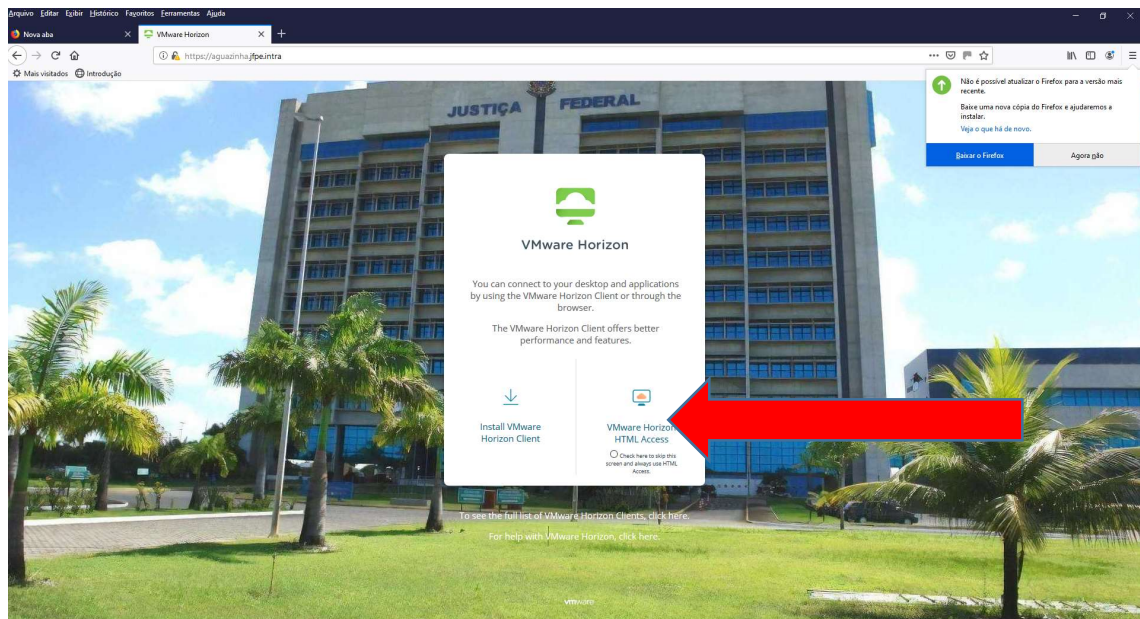 Arquivo Editar Exibir Histórico Favoritos Ferramentas Ajuda
Nova aba
VMware Horizon
https://aguazinha.jfpe.intra
Mais visitados Introdução
Não é possível atualizar o Firefox para a versão mais
recente.
Baixe uma nova cópia do Firefox e ajudaremos a
instalar.
Veja o que há de novo.
Baixar o Firefox Agora não
JUSTIÇA FEDERAL
VMware Horizon
You can connect to your desktop and applications
by using the VMware Horizon Client or through the
browser.
The VMware Horizon Client offers better
performance and features.
Install VMware
Horizon Client
VMware Horizon
HTML Access
Check here to skip this
screen and always use HTML
Access.
To see the full list of VMware Horizon Clients, click here.
For help with VMware Horizon, click here.
vmware